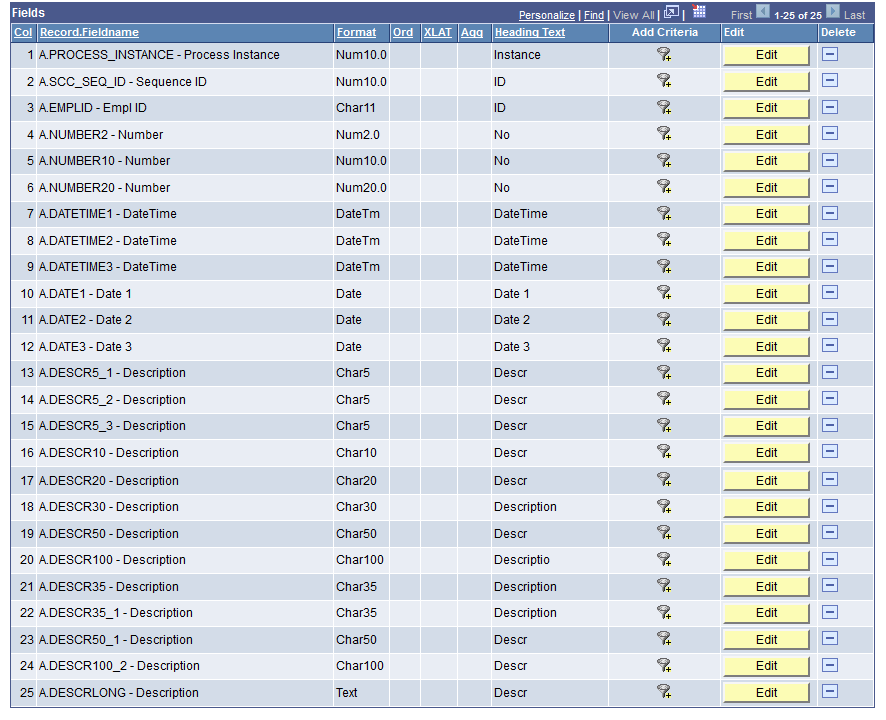 Fields
Personalize | Find | View All | | First 1-25 of 25 Last
Col Record.Fieldname Format Ord XLAT Agg Heading Text Add Criteria Edit Delete
1 A.PROCESS_INSTANCE - Process Instance Num10.0 Instance Edit
2 A.SCC_SEQ_ID - Sequence ID Num10.0 ID Edit
3 A.EMPLID - Empl ID Char11 ID Edit
4 A.NUMBER2 - Number Num2.0 No Edit
5 A.NUMBER10 - Number Num10.0 No Edit
6 A.NUMBER20 - Number Num20.0 No Edit
7 A.DATETIME1 - DateTime DateTm DateTime Edit
8 A.DATETIME2 - DateTime DateTm DateTime Edit
9 A.DATETIME3 - DateTime DateTm DateTime Edit
10 A.DATE1 - Date 1 Date Date 1 Edit
11 A.DATE2 - Date 2 Date Date 2 Edit
12 A.DATE3 - Date 3 Date Date 3 Edit
13 A.DESCR5_1 - Description Char5 Descr Edit
14 A.DESCR5_2 - Description Char5 Descr Edit
15 A.DESCR5_3 - Description Char5 Descr Edit
16 A.DESCR10 - Description Char10 Descr Edit
17 A.DESCR20 - Description Char20 Descr Edit
18 A.DESCR30 - Description Char30 Description Edit
19 A.DESCR50 - Description Char50 Descr Edit
20 A.DESCR100 - Description Char100 Descriptio Edit
21 A.DESCR35 - Description Char35 Description Edit
22 A.DESCR35_1 - Description Char35 Description Edit
23 A.DESCR50_1 - Description Char50 Descr Edit
24 A.DESCR100_2 - Description Char100 Descr Edit
25 A.DESCRLONG - Description Text Descr Edit